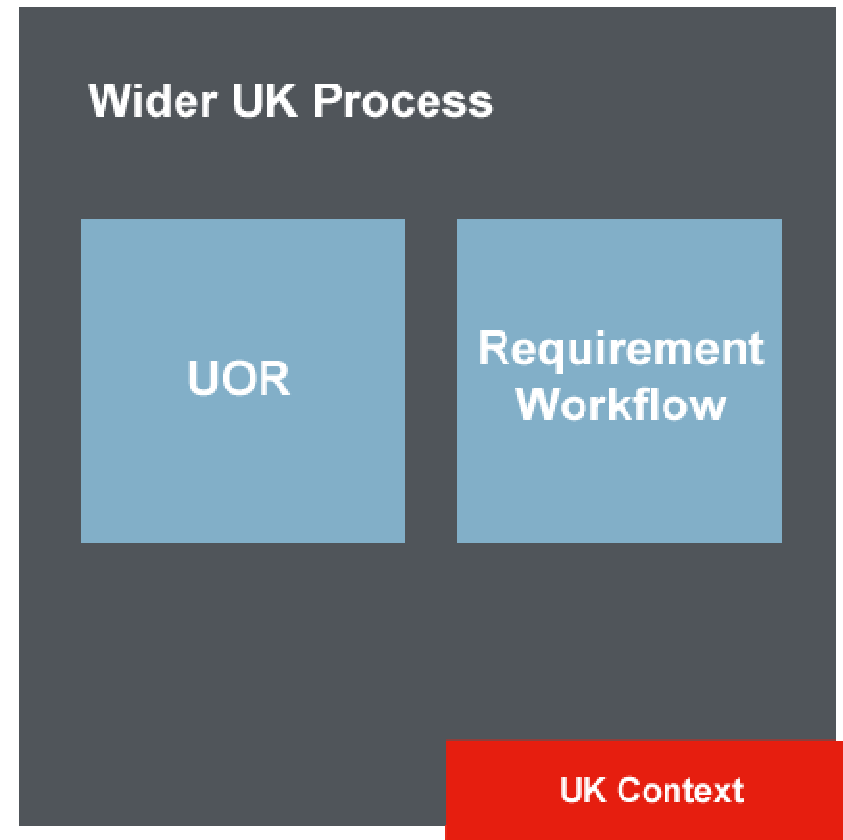 Wider UK Process
UOR
Requirement
Workflow
UK Context